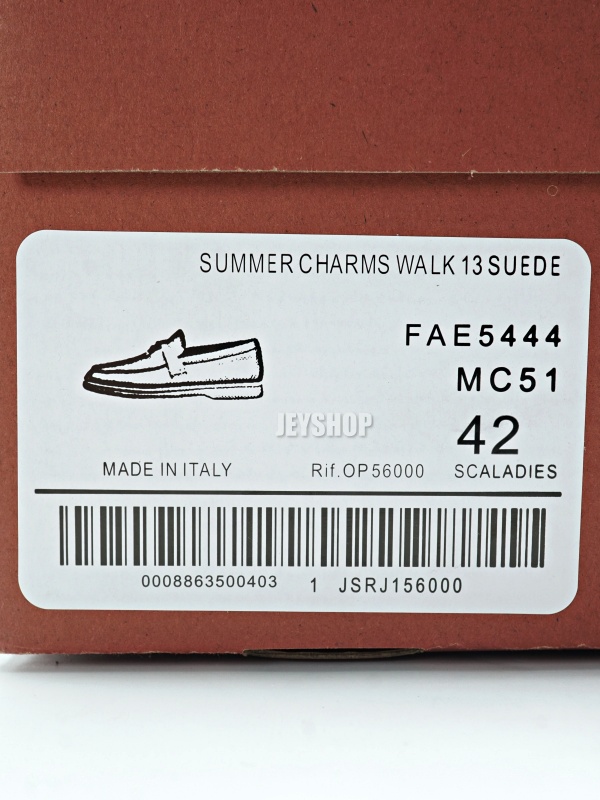 SUMMER CHARMS WALK 13 SUEDE
FAE5444
MC51
JEYSHOP
42
MADE IN ITALY Rif.OP56000 SCALADIES
0008863500403 1 JSRJ156000